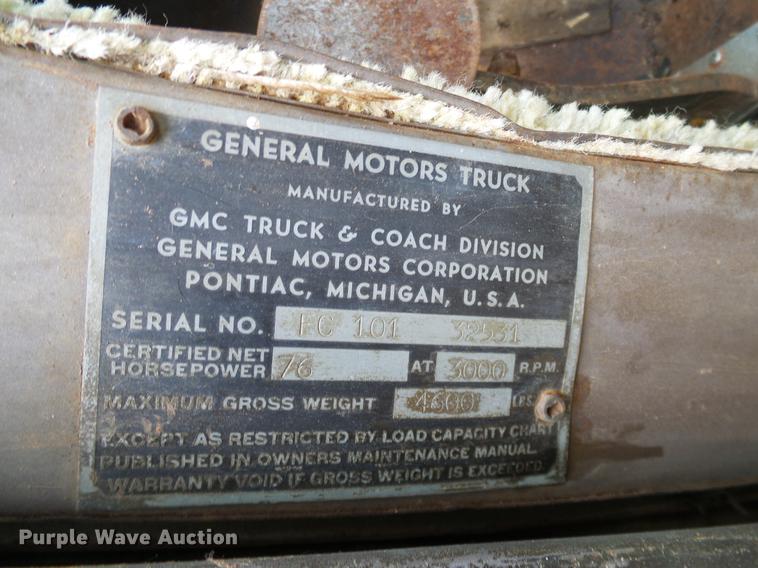 GENERAL MOTORS TRUCK
MANUFACTURED BY
GMC TRUCK & COACH DIVISION
GENERAL MOTORS CORPORATION
PONTIAC, MICHIGAN, U.S.A.
SERIAL NO. FC 101 32531
CERTIFIED NET HORSEPOWER 76 AT 3000 R.P.M.
MAXIMUM GROSS WEIGHT 4600 LBS.
EXCEPT AS RESTRICTED BY LOAD CAPACITY CHART
PUBLISHED IN OWNERS MAINTENANCE MANUAL
WARRANTY VOID IF GROSS WEIGHT IS EXCEEDED
Purple Wave Auction